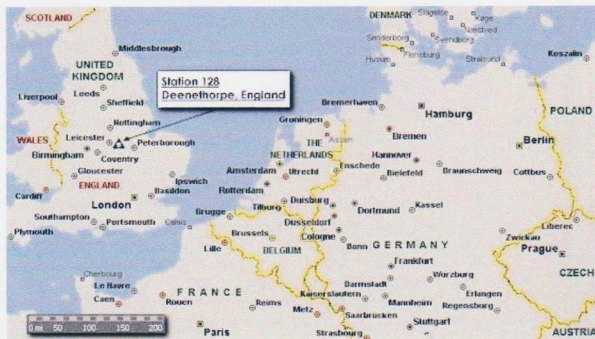 SCOTLAND
DENMARK
Slagelse
Køge
Næstved
Sønderborg
Svendborg
Middlesbrough
Flensburg
Koszalin
UNITED
KINGDOM
Husum
Stralsund
Station 128
Deenethorpe, England
Leeds
Liverpool
Sheffield
Bremerhaven
Hamburg
POLAND
Nottingham
Groningen
Assen
Bremen
WALES
Leicester
Peterborough
THE
NETHERLANDS
Berlin
Birmingham
Coventry
Amsterdam
Enschede
Hannover
Braunschweig
Gloucester
Ipswich
Utrecht
Bielefeld
Cottbus
ENGLAND
Basildon
Rotterdam
Cardiff
London
Tilburg
Duisburg
Dortmund
Kassel
Southampton
Portsmouth
Calais
Brugge
Dusseldorf
Liberec
Plymouth
Brussels
Cologne
Zwickau
Lille
BELGIUM
Bonn
GERMANY
Prague
Cherbourg
Frankfurt
CZECH
Le Havre
Darmstadt
Wurzburg
Caen
Rouen
FRANCE
Reims
Kaiserslautern
Mannheim
Erlangen
Metz
Saarbrücken
Regensburg
0 mi 50 100 150 200
Paris
Strasbourg
Stuttgart
AUSTRIA